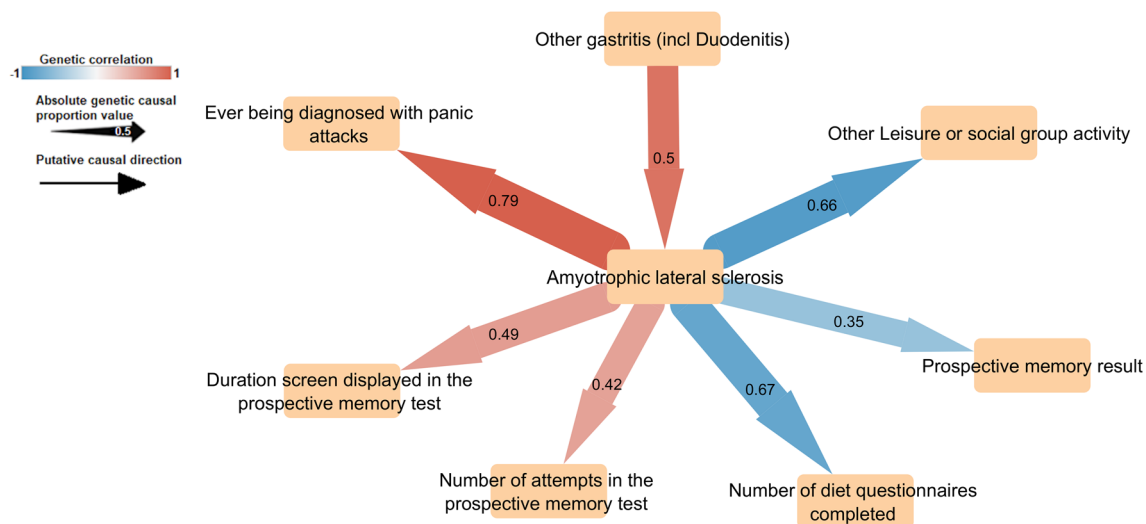 Genetic correlation
-1 1
Absolute genetic causal
proportion value
0.5
Putative causal direction
Other gastritis (incl Duodenitis)
Ever being diagnosed with panic
attacks
Other Leisure or social group activity
0.5
0.79
0.66
Amyotrophic lateral sclerosis
0.49
0.35
Duration screen displayed in the
prospective memory test
0.42
0.67
Prospective memory result
Number of attempts in the
prospective memory test
Number of diet questionnaires
completed